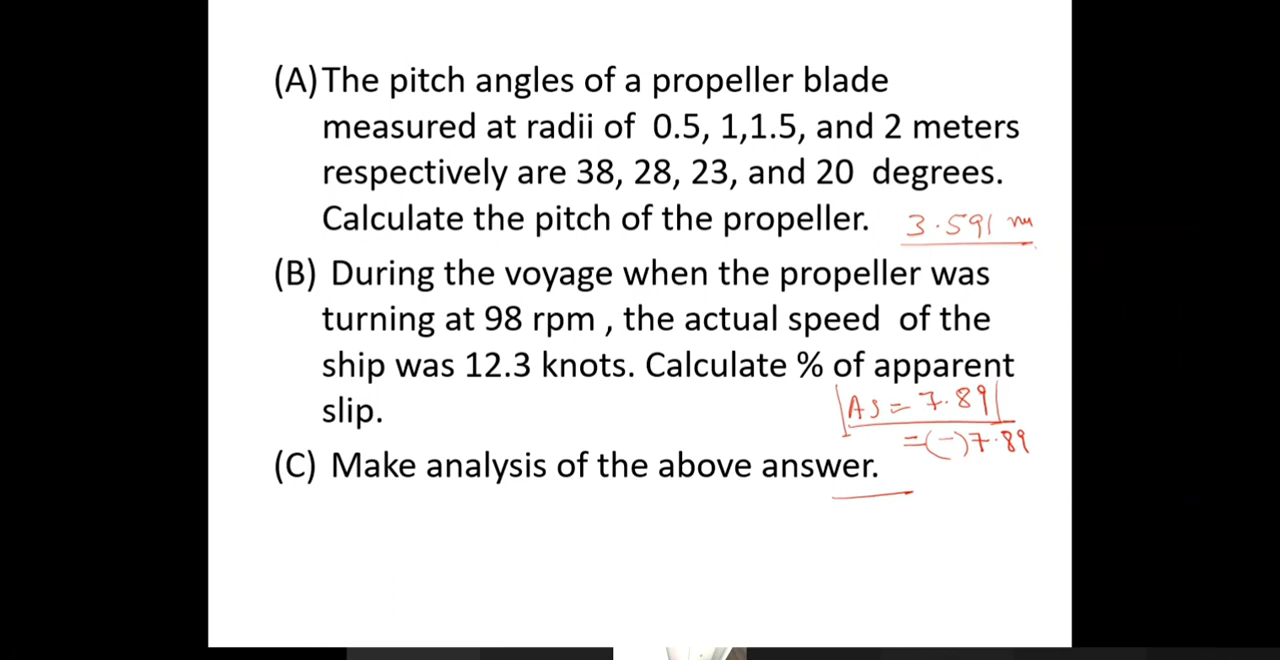 (A)The pitch angles of a propeller blade
measured at radii of 0.5, 1,1.5, and 2 meters
respectively are 38, 28, 23, and 20 degrees.
Calculate the pitch of the propeller. 3.591 m
(B) During the voyage when the propeller was
turning at 98 rpm , the actual speed of the
ship was 12.3 knots. Calculate % of apparent
slip. AS = 7.89
=(-)7.89
(C) Make analysis of the above answer.